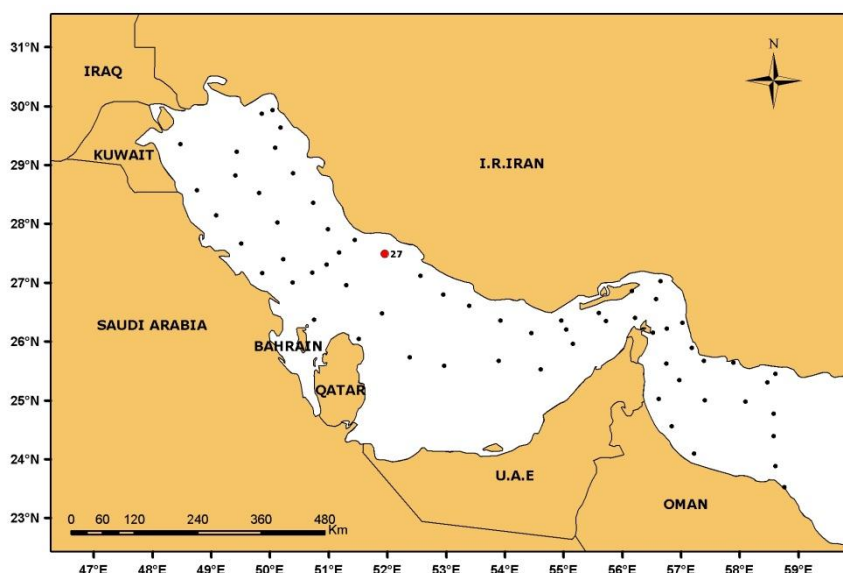 N
31°N
30°N
29°N
28°N
27°N
26°N
25°N
24°N
23°N
IRAQ
KUWAIT
I.R.IRAN
27
SAUDI ARABIA
BAHRAIN
QATAR
U.A.E
OMAN
0 60 120 240 360 480
Km
47°E 48°E 49°E 50°E 51°E 52°E 53°E 54°E 55°E 56°E 57°E 58°E 59°E